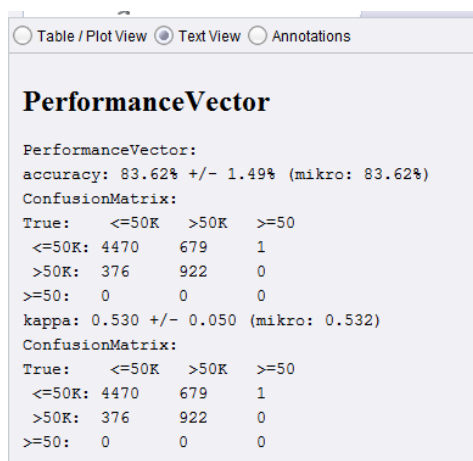 Table / Plot View Text View Annotations
PerformanceVector
PerformanceVector:
accuracy: 83.62% +/- 1.49% (mikro: 83.62%)
ConfusionMatrix:
True: <=50K >50K >=50
<=50K: 4470 679 1
>50K: 376 922 0
>=50: 0 0 0
kappa: 0.530 +/- 0.050 (mikro: 0.532)
ConfusionMatrix:
True: <=50K >50K >=50
<=50K: 4470 679 1
>50K: 376 922 0
>=50: 0 0 0